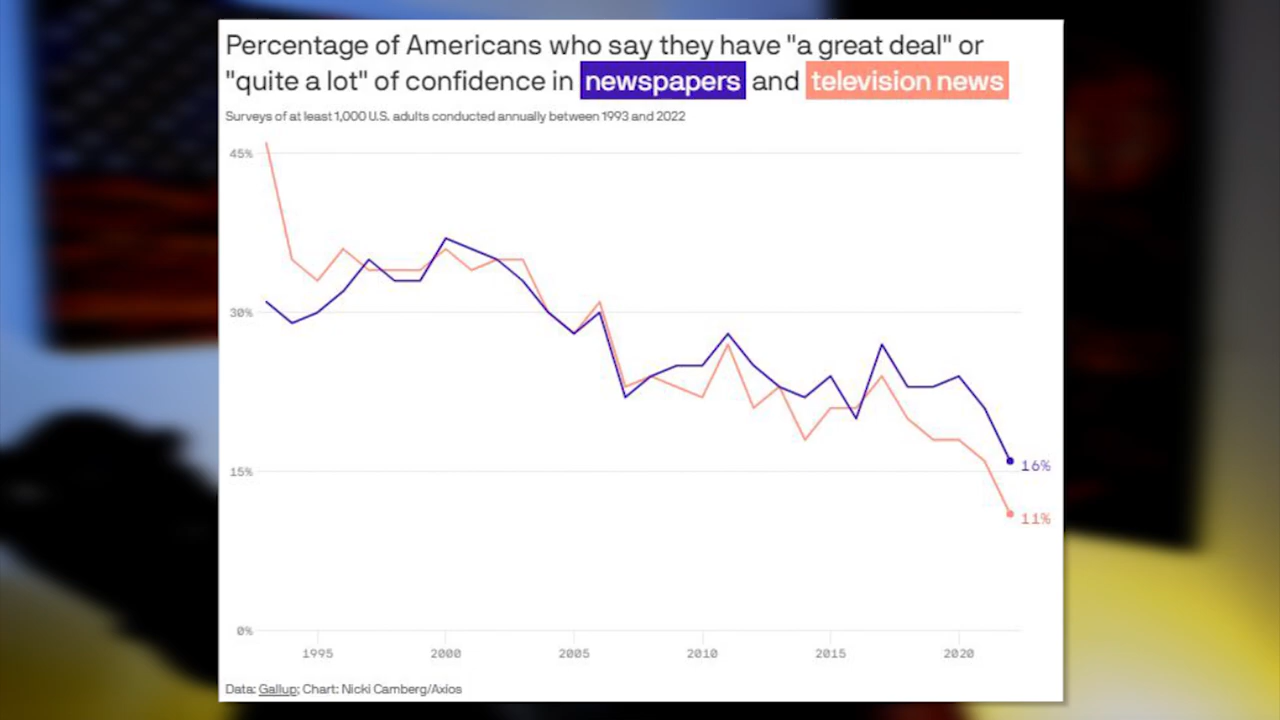 Percentage of Americans who say they have "a great deal" or
"quite a lot" of confidence in newspapers and television news
Surveys of at least 1,000 U.S. adults conducted annually between 1993 and 2022
45%
30%
15%
0%
16%
11%
1995 2000 2005 2010 2015 2020
Data: Gallup; Chart: Nicki Camberg/Axios